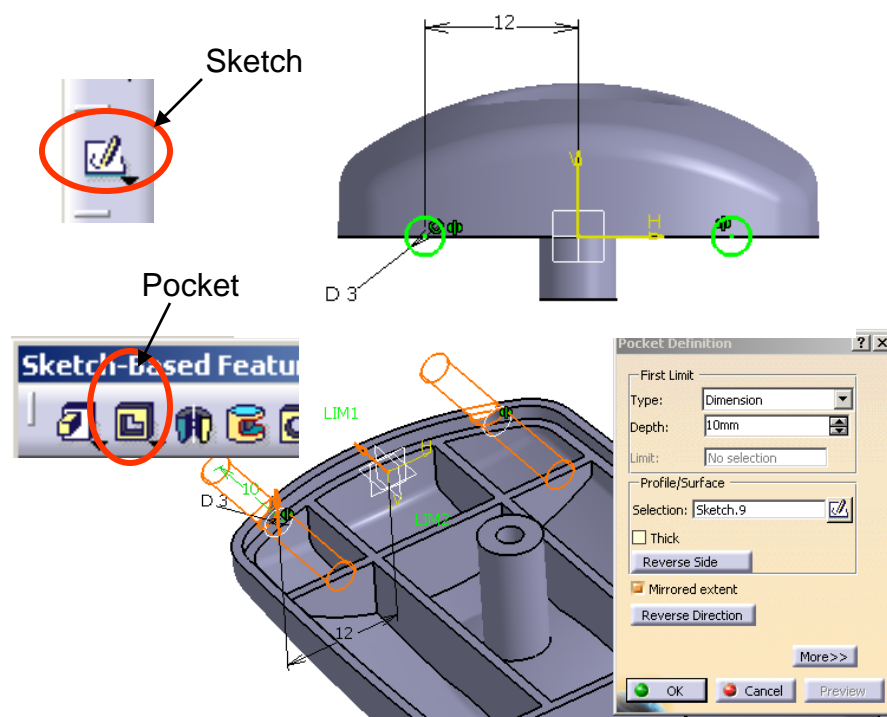 12
Sketch
V
H
D 3
Pocket
Sketch-Based Featu
Pocket Definition
First Limit
Type: Dimension
Depth: 10mm
Limit: No selection
Profile/Surface
Selection: Sketch.9
Thick
Reverse Side
Mirrored extent
Reverse Direction
More>>
OK Cancel Preview
LIM1
10
D 3
LIM2
12